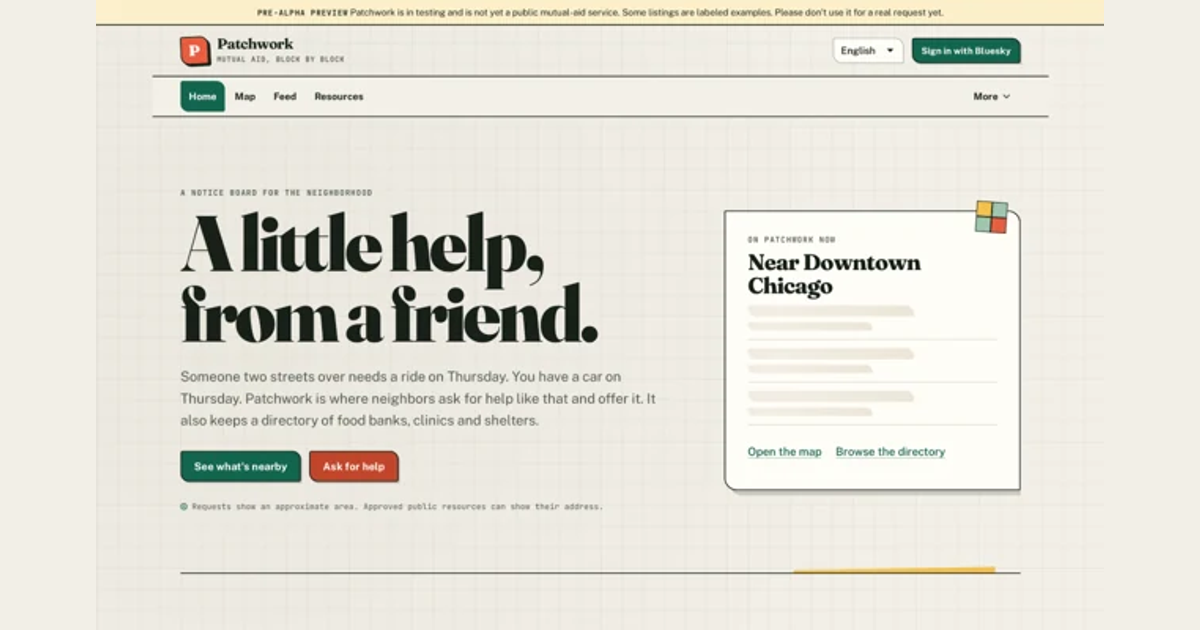 PRE-ALPHA PREVIEW Patchwork is in testing and is not yet a public mutual-aid service. Some listings are labeled examples. Please don't use it for a real request yet.
P
Patchwork
MUTUAL AID, BLOCK BY BLOCK
English
Sign in with Bluesky
Home
Map
Feed
Resources
More
A NOTICE BOARD FOR THE NEIGHBORHOOD
A little help,
from a friend.
Someone two streets over needs a ride on Thursday. You have a car on
Thursday. Patchwork is where neighbors ask for help like that and offer it. It
also keeps a directory of food banks, clinics and shelters.
See what's nearby
Ask for help
Requests show an approximate area. Approved public resources can show their address.
ON PATCHWORK NOW
Near Downtown
Chicago
Open the map
Browse the directory